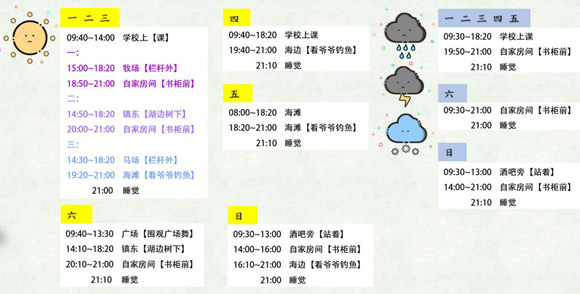 一 二 三
09:40~14:00 学校上【课】
一：
15:00~18:20 牧场【栏杆外】
18:50~21:00 自家房间【书柜前】
二：
14:50~18:20 镇东【湖边树下】
20:00~21:00 自家房间【书柜前】
三：
14:30~18:20 马场【栏杆外】
19:20~21:00 海滩【看爷爷钓鱼】
21:00 睡觉
四
09:40~18:20 学校上课
19:40~21:00 海边【看爷爷钓鱼】
21:10 睡觉
五
08:00~18:20 海滩
18:20~21:00 海滩【看爷爷钓鱼】
21:10 睡觉
六
09:40~13:30 广场【围观广场舞】
14:10~18:20 镇东【湖边树下】
20:10~21:00 自家房间【书柜前】
21:10 睡觉
日
09:30~13:00 酒吧旁【站着】
14:00~16:00 自家房间【书柜前】
16:10~21:00 海边【看爷爷钓鱼】
21:10 睡觉
一 二 三 四 五
09:40~18:20 学校上课
19:50~21:00 自家房间【书柜前】
21:10 睡觉
六
09:30~21:00 自家房间【书柜前】
21:00 睡觉
日
09:30~13:00 酒吧旁【站着】
14:00~21:00 自家房间【书柜前】
21:10 睡觉